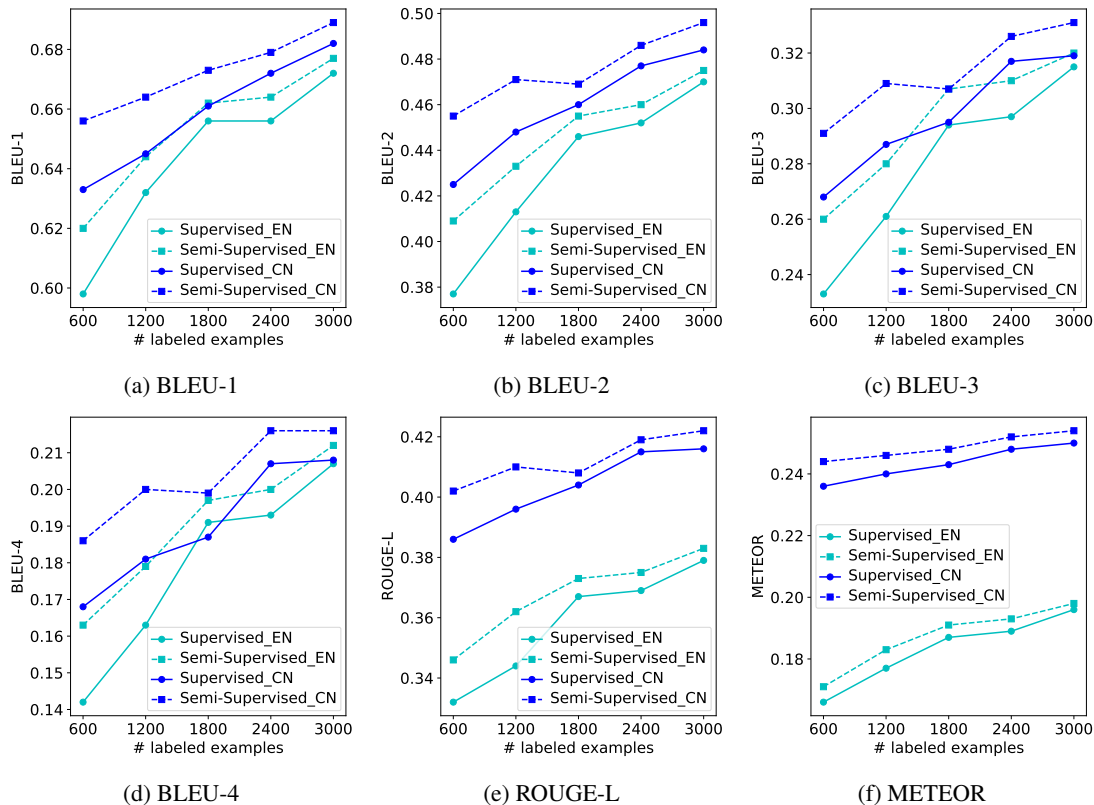 BLEU-1
0.68
0.66
0.64
0.62
0.60
Supervised_EN
Semi-Supervised_EN
Supervised_CN
Semi-Supervised_CN
600 1200 1800 2400 3000
# labeled examples
(a) BLEU-1
BLEU-2
0.50
0.48
0.46
0.44
0.42
0.40
0.38
Supervised_EN
Semi-Supervised_EN
Supervised_CN
Semi-Supervised_CN
600 1200 1800 2400 3000
# labeled examples
(b) BLEU-2
BLEU-3
0.32
0.30
0.28
0.26
0.24
Supervised_EN
Semi-Supervised_EN
Supervised_CN
Semi-Supervised_CN
600 1200 1800 2400 3000
# labeled examples
(c) BLEU-3
BLEU-4
0.21
0.20
0.19
0.18
0.17
0.16
0.15
0.14
Supervised_EN
Semi-Supervised_EN
Supervised_CN
Semi-Supervised_CN
600 1200 1800 2400 3000
# labeled examples
(d) BLEU-4
ROUGE-L
0.42
0.40
0.38
0.36
0.34
Supervised_EN
Semi-Supervised_EN
Supervised_CN
Semi-Supervised_CN
600 1200 1800 2400 3000
# labeled examples
(e) ROUGE-L
METEOR
0.24
0.22
0.20
0.18
Supervised_EN
Semi-Supervised_EN
Supervised_CN
Semi-Supervised_CN
600 1200 1800 2400 3000
# labeled examples
(f) METEOR